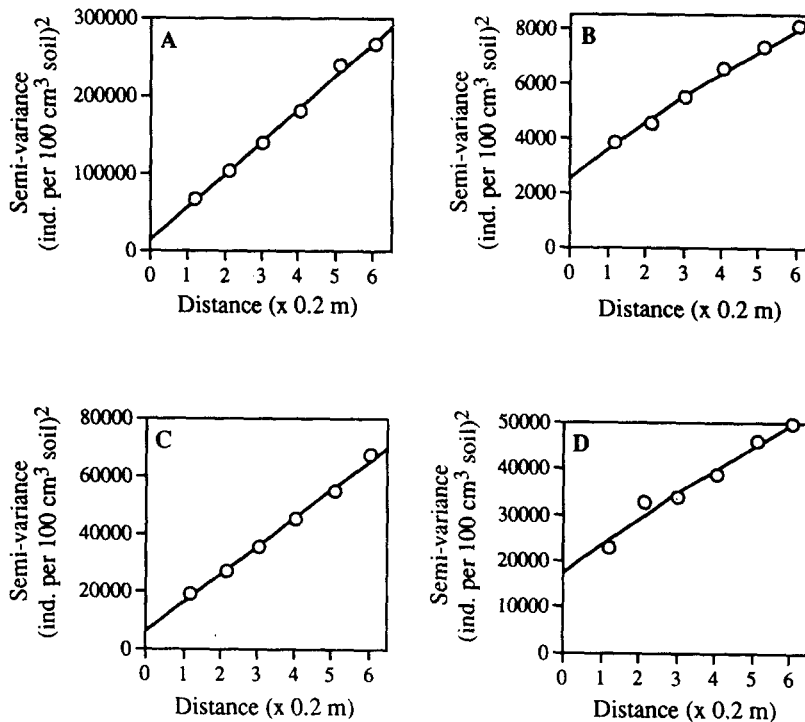 A
Semi-variance
(ind. per 100 cm³ soil)²
300000
200000
100000
0
0 1 2 3 4 5 6
Distance (x 0.2 m)
B
Semi-variance
(ind. per 100 cm³ soil)²
8000
6000
4000
2000
0
0 1 2 3 4 5 6
Distance (x 0.2 m)
C
Semi-variance
(ind. per 100 cm³ soil)²
80000
60000
40000
20000
0
0 1 2 3 4 5 6
Distance (x 0.2 m)
D
Semi-variance
(ind. per 100 cm³ soil)²
50000
40000
30000
20000
10000
0
0 1 2 3 4 5 6
Distance (x 0.2 m)